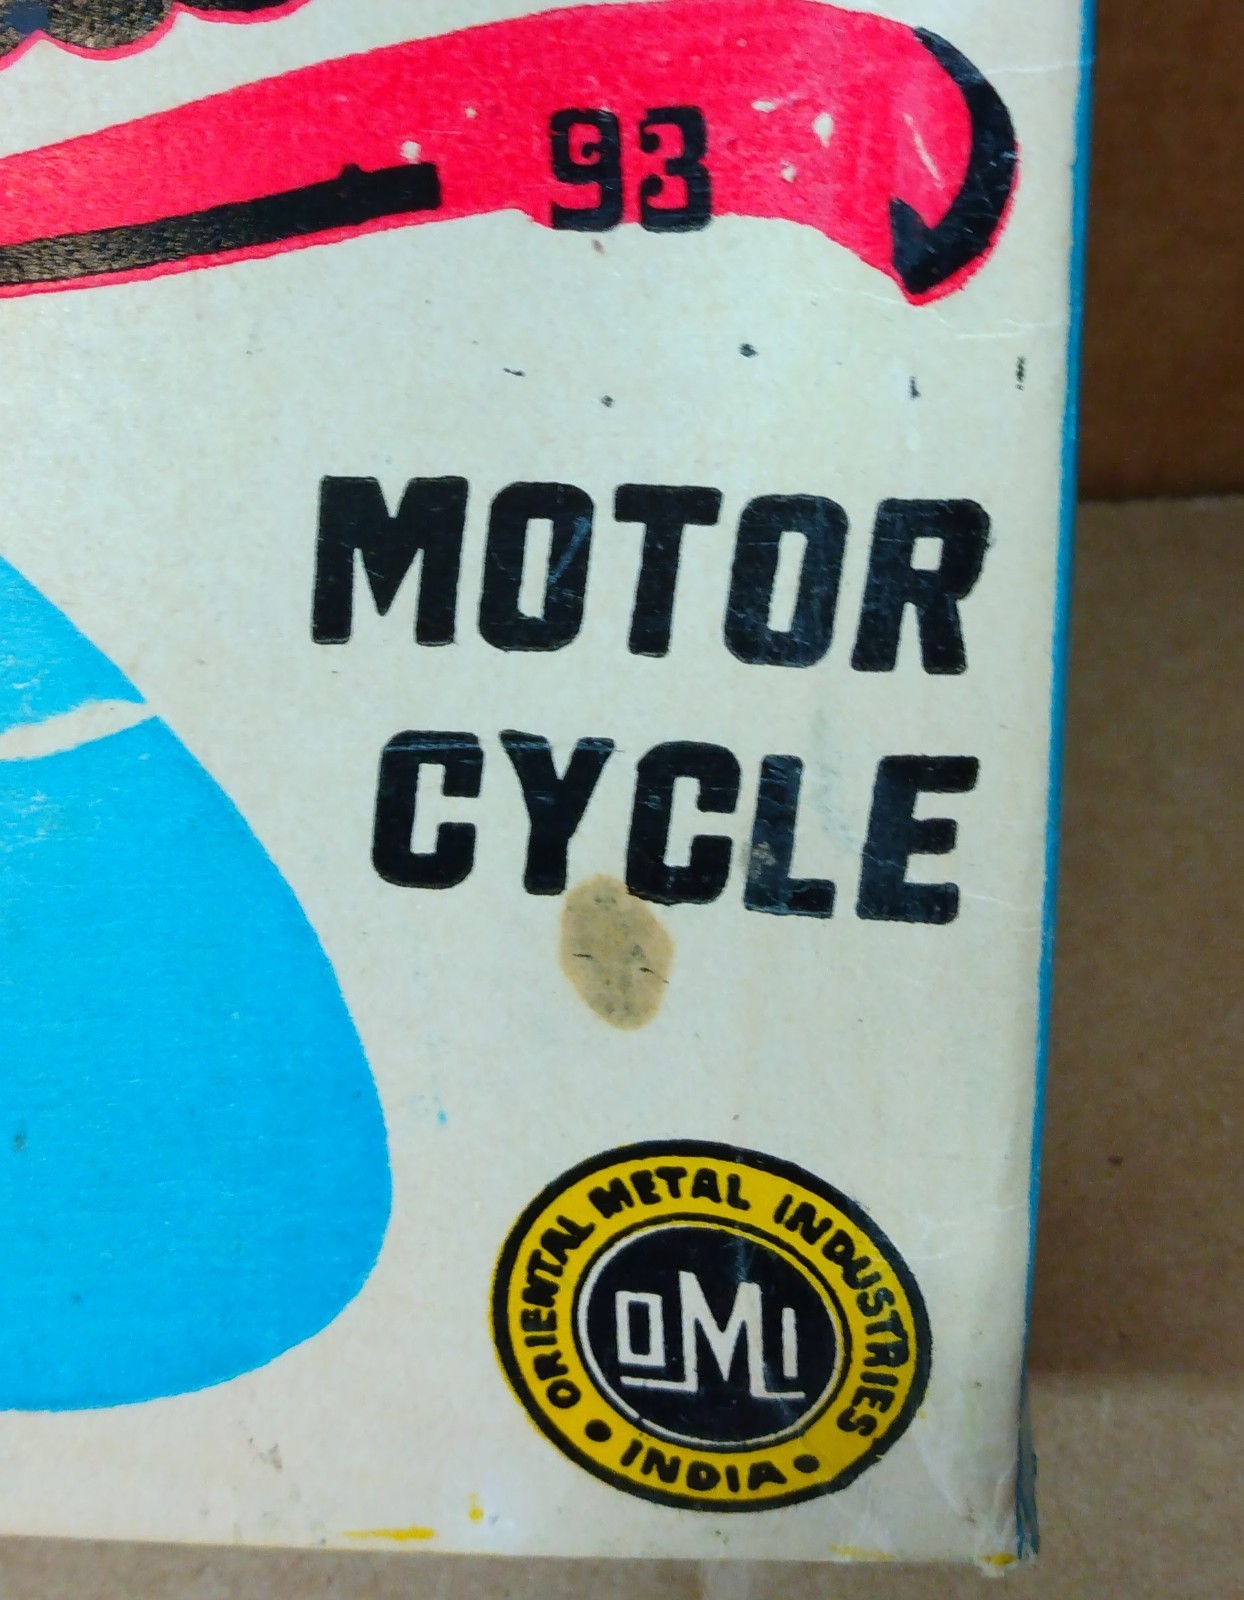 93
MOTOR
CYCLE
ORIENTAL METAL INDUSTRIES
OMI
• INDIA •